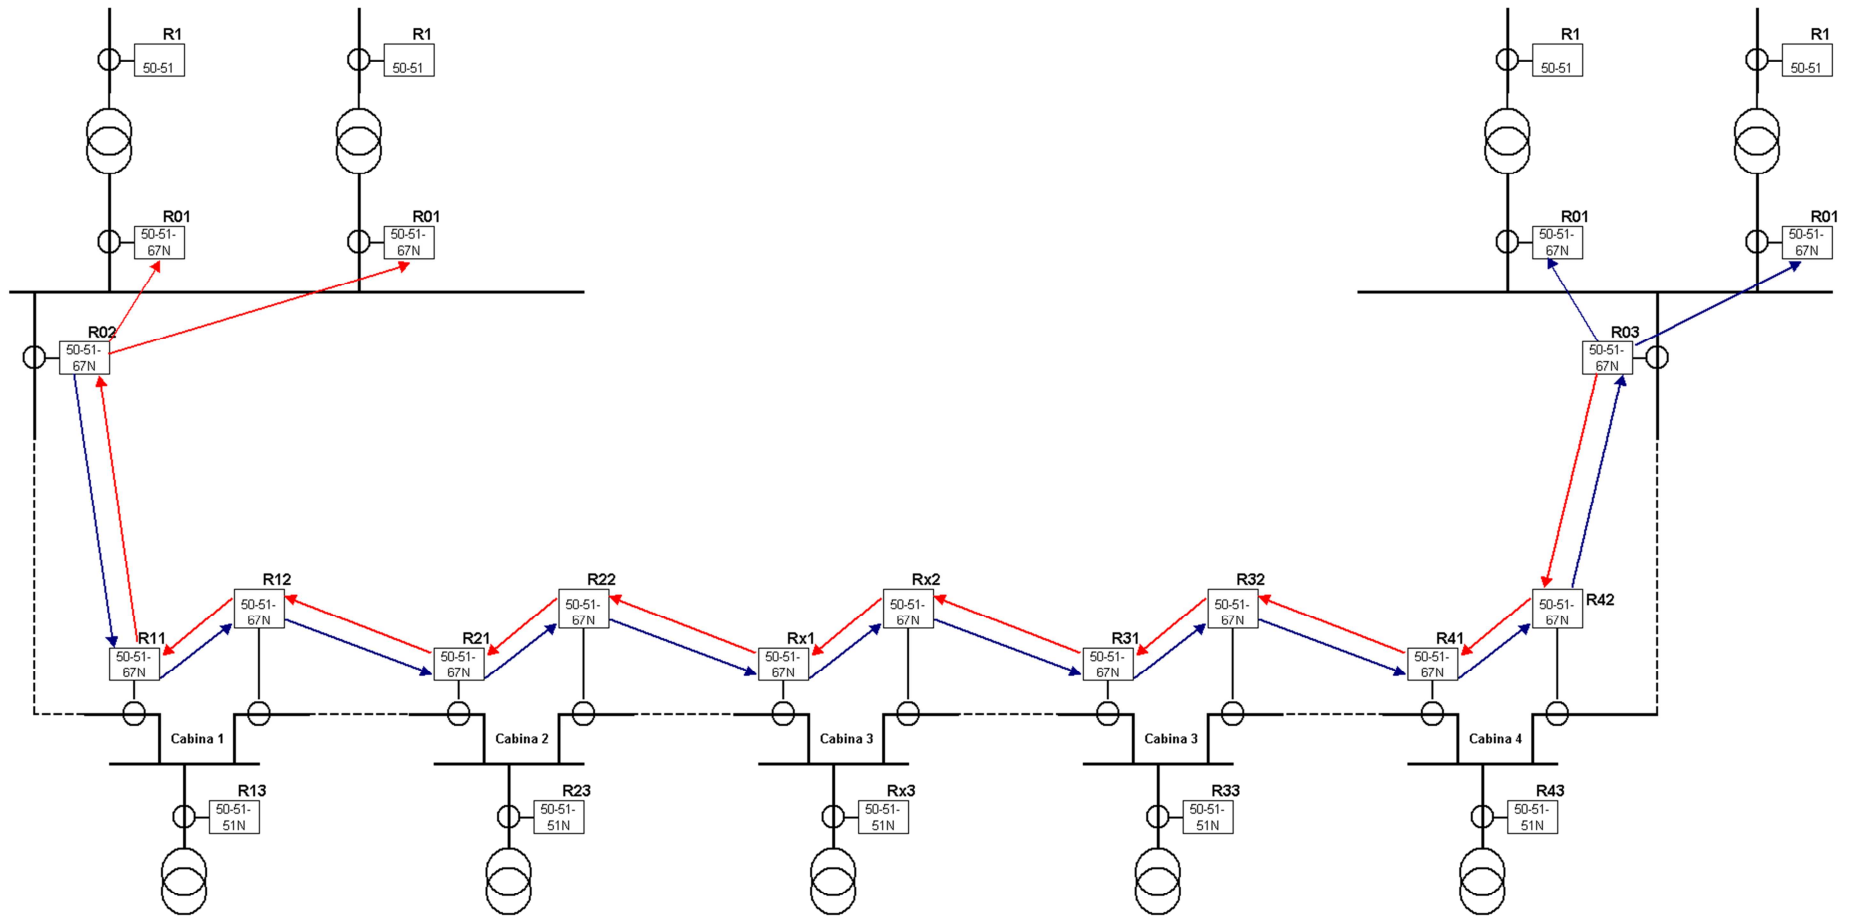 R1
50-51
R1
50-51
R1
50-51
R1
50-51
R01
50-51-
67N
R01
50-51-
67N
R01
50-51-
67N
R01
50-51-
67N
R02
50-51-
67N
R03
50-51-
67N
R11
50-51-
67N
R12
50-51-
67N
R21
50-51-
67N
R22
50-51-
67N
Rx1
50-51-
67N
Rx2
50-51-
67N
R31
50-51-
67N
R32
50-51-
67N
R41
50-51-
67N
R42
50-51-
67N
Cabina 1
Cabina 2
Cabina 3
Cabina 3
Cabina 4
R13
50-51-
51N
R23
50-51-
51N
Rx3
50-51-
51N
R33
50-51-
51N
R43
50-51-
51N